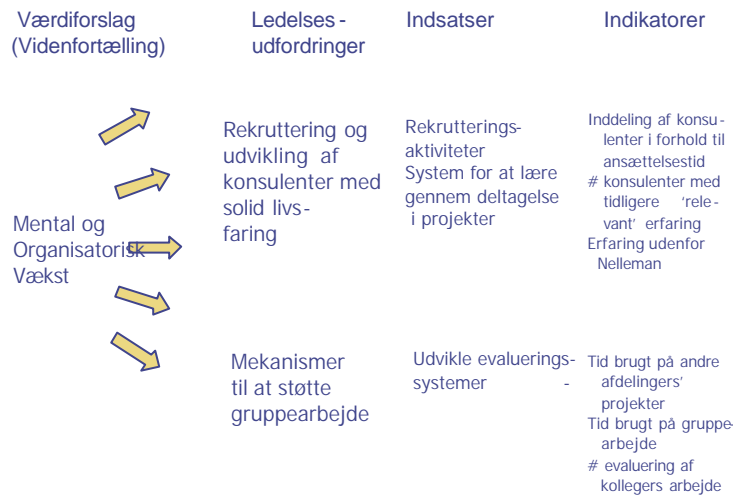 Værdiforslag
(Videnfortælling)
Ledelses -
udfordringer
Indsatser
Indikatorer
Mental og
Organisatorisk
Vækst
Rekruttering og
udvikling af
konsulenter med
solid livs-
faring
Rekrutterings-
aktiviteter
System for at lære
gennem deltagelse
i projekter
Inddeling af konsu-
lenter i forhold til
ansættelsestid
# konsulenter med
tidligere 'rele-
vant' erfaring
Erfaring udenfor
Nelleman
Mekanismer
til at støtte
gruppearbejde
Udvikle evaluerings-
systemer -
Tid brugt på andre
afdelingers'
projekter
Tid brugt på gruppe-
arbejde
# evaluering af
kollegers arbejde